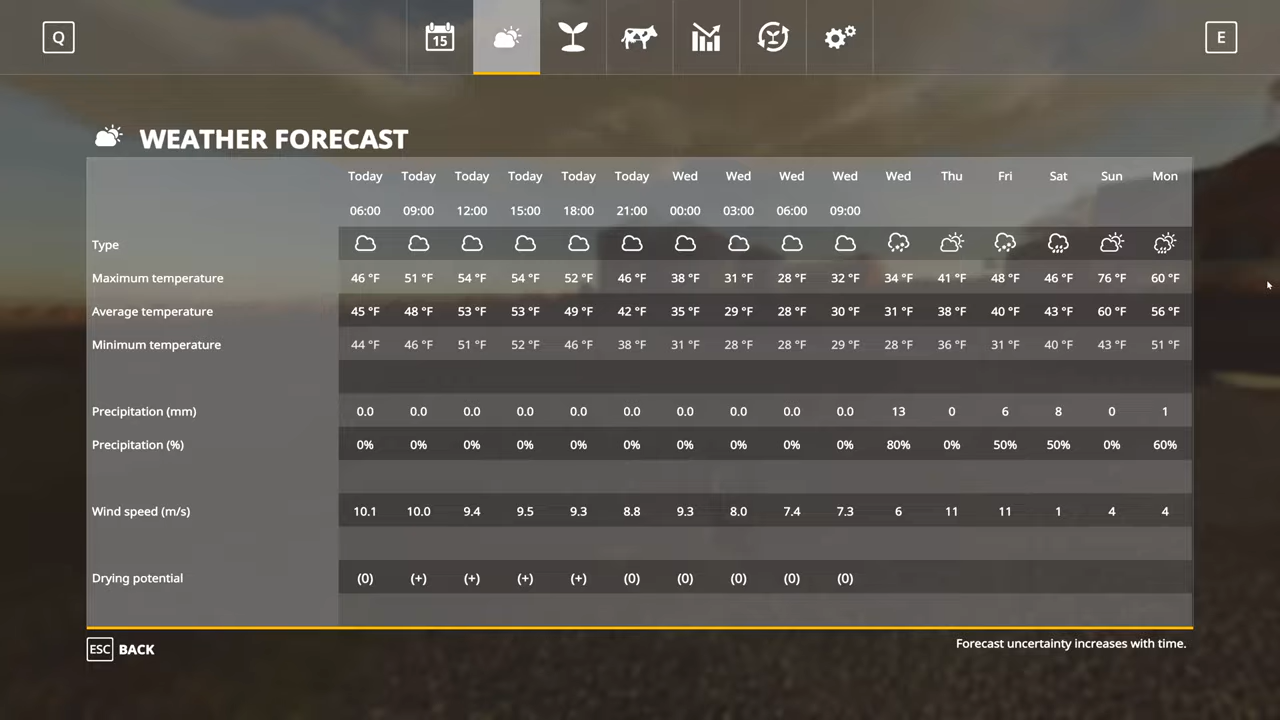 Q 15 E
WEATHER FORECAST
Today Today Today Today Today Today Wed Wed Wed Wed Wed Thu Fri Sat Sun Mon
06:00 09:00 12:00 15:00 18:00 21:00 00:00 03:00 06:00 09:00
Type
Maximum temperature 46 °F 51 °F 54 °F 54 °F 52 °F 46 °F 38 °F 31 °F 28 °F 32 °F 34 °F 41 °F 48 °F 46 °F 76 °F 60 °F
Average temperature 45 °F 48 °F 53 °F 53 °F 49 °F 42 °F 35 °F 29 °F 28 °F 30 °F 31 °F 38 °F 40 °F 43 °F 60 °F 56 °F
Minimum temperature 44 °F 46 °F 51 °F 52 °F 46 °F 38 °F 31 °F 28 °F 28 °F 29 °F 28 °F 36 °F 31 °F 40 °F 43 °F 51 °F
Precipitation (mm) 0.0 0.0 0.0 0.0 0.0 0.0 0.0 0.0 0.0 0.0 13 0 6 8 0 1
Precipitation (%) 0% 0% 0% 0% 0% 0% 0% 0% 0% 0% 80% 0% 50% 50% 0% 60%
Wind speed (m/s) 10.1 10.0 9.4 9.5 9.3 8.8 9.3 8.0 7.4 7.3 6 11 11 1 4 4
Drying potential (0) (+) (+) (+) (+) (0) (0) (0) (0) (0)
ESC BACK
Forecast uncertainty increases with time.